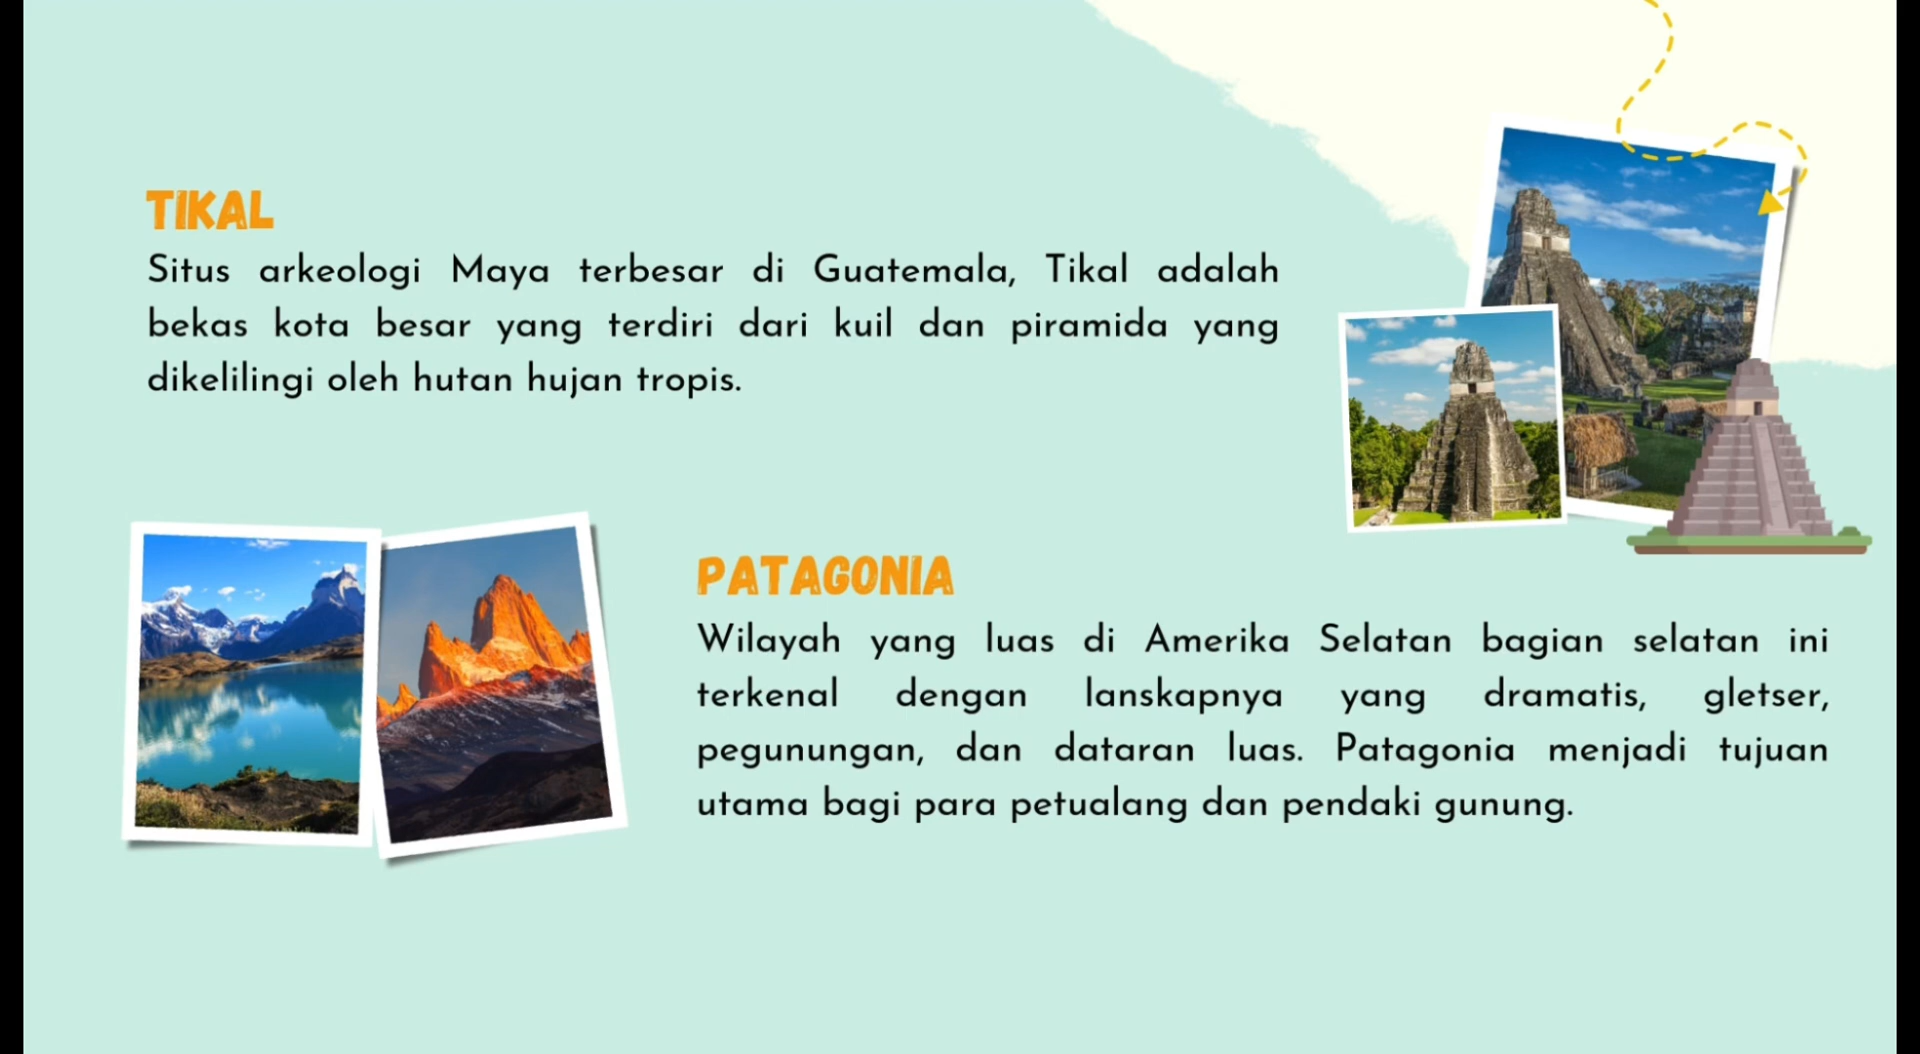 TIKAL
Situs arkeologi Maya terbesar di Guatemala, Tikal adalah
bekas kota besar yang terdiri dari kuil dan piramida yang
dikelilingi oleh hutan hujan tropis.
PATAGONIA
Wilayah yang luas di Amerika Selatan bagian selatan ini
terkenal dengan lanskapnya yang dramatis, gletser,
pegunungan, dan dataran luas. Patagonia menjadi tujuan
utama bagi para petualang dan pendaki gunung.